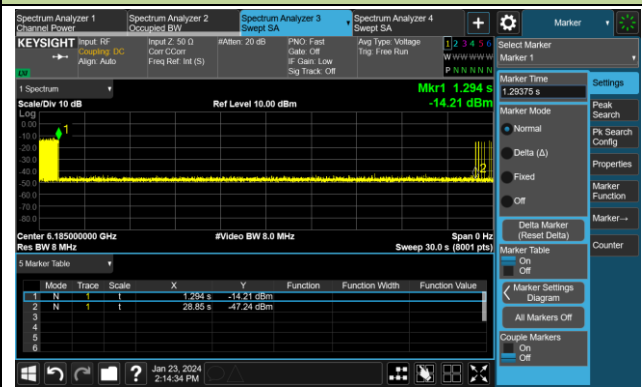 Spectrum Analyzer 1
Channel Power
Spectrum Analyzer 2
Occupied BW
Spectrum Analyzer 3
Swept SA
Spectrum Analyzer 4
Swept SA
Marker
KEYSIGHT
Input: RF
Coupling: DC
Align: Auto
Input Z: 50 Ω
Corr CCorr
Freq Ref: Int (S)
#Atten: 20 dB
PNO: Fast
Gate: Off
IF Gain: Low
Sig Track: Off
Avg Type: Voltage
Trig: Free Run
1 2 3 4 5 6
W W W W W W
P N N N N N
Select Marker
Marker 1
1 Spectrum
Mkr1 1.294 s
-14.21 dBm
Scale/Div 10 dB
Ref Level 10.00 dBm
Log
0.00
-10.0
-20.0
-30.0
-40.0
-50.0
-60.0
-70.0
-80.0
1
2
Center 6.185000000 GHz
#Video BW 8.0 MHz
Span 0 Hz
Res BW 8 MHz
Sweep 30.0 s (8001 pts)
5 Marker Table
Mode Trace Scale X Y Function Function Width Function Value
1 N 1 t 1.294 s -14.21 dBm
2 N 1 t 28.85 s -47.24 dBm
3
4
5
6
Marker Time
1.29375 s
Marker Mode
Normal
Delta (Δ)
Fixed
Off
Delta Marker
(Reset Delta)
Marker Table
On
Off
Marker Settings
Diagram
All Markers Off
Couple Markers
On
Off
Settings
Peak
Search
Pk Search
Config
Properties
Marker
Function
Marker→
Counter
Jan 23, 2024
2:14:34 PM